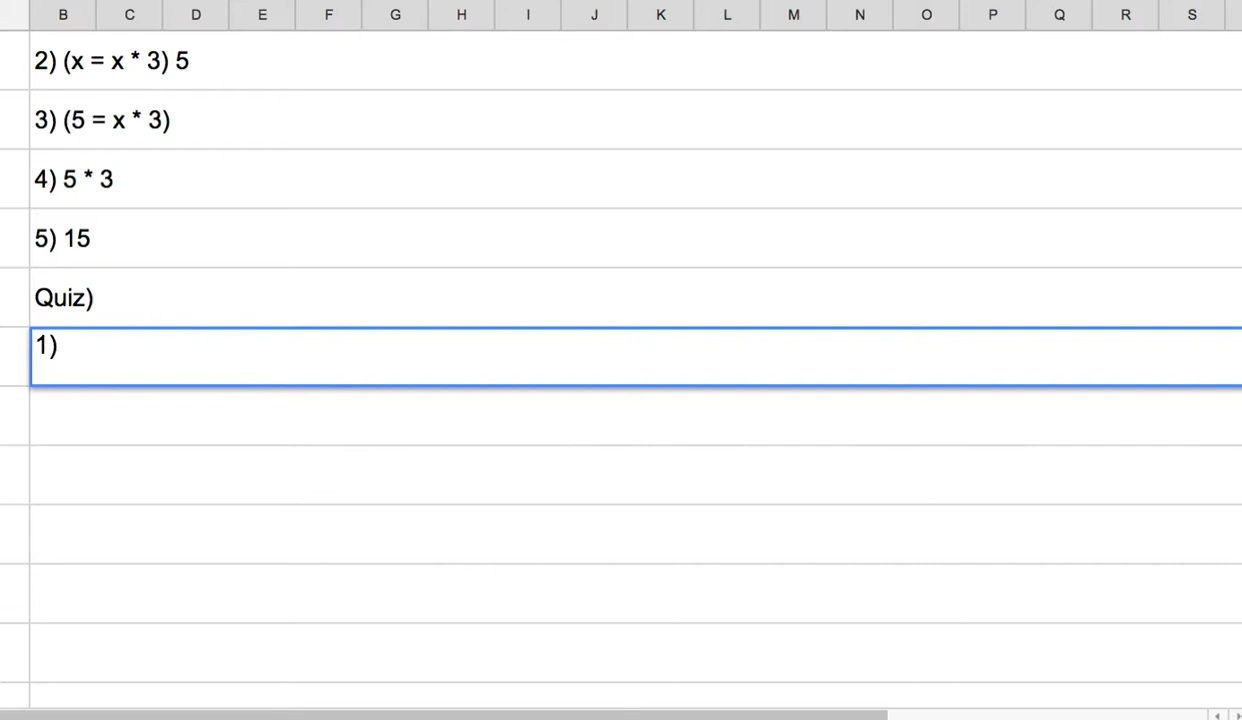 B C D E F G H I J K L M N O P Q R S
2) (x = x * 3) 5
3) (5 = x * 3)
4) 5 * 3
5) 15
Quiz)
1)